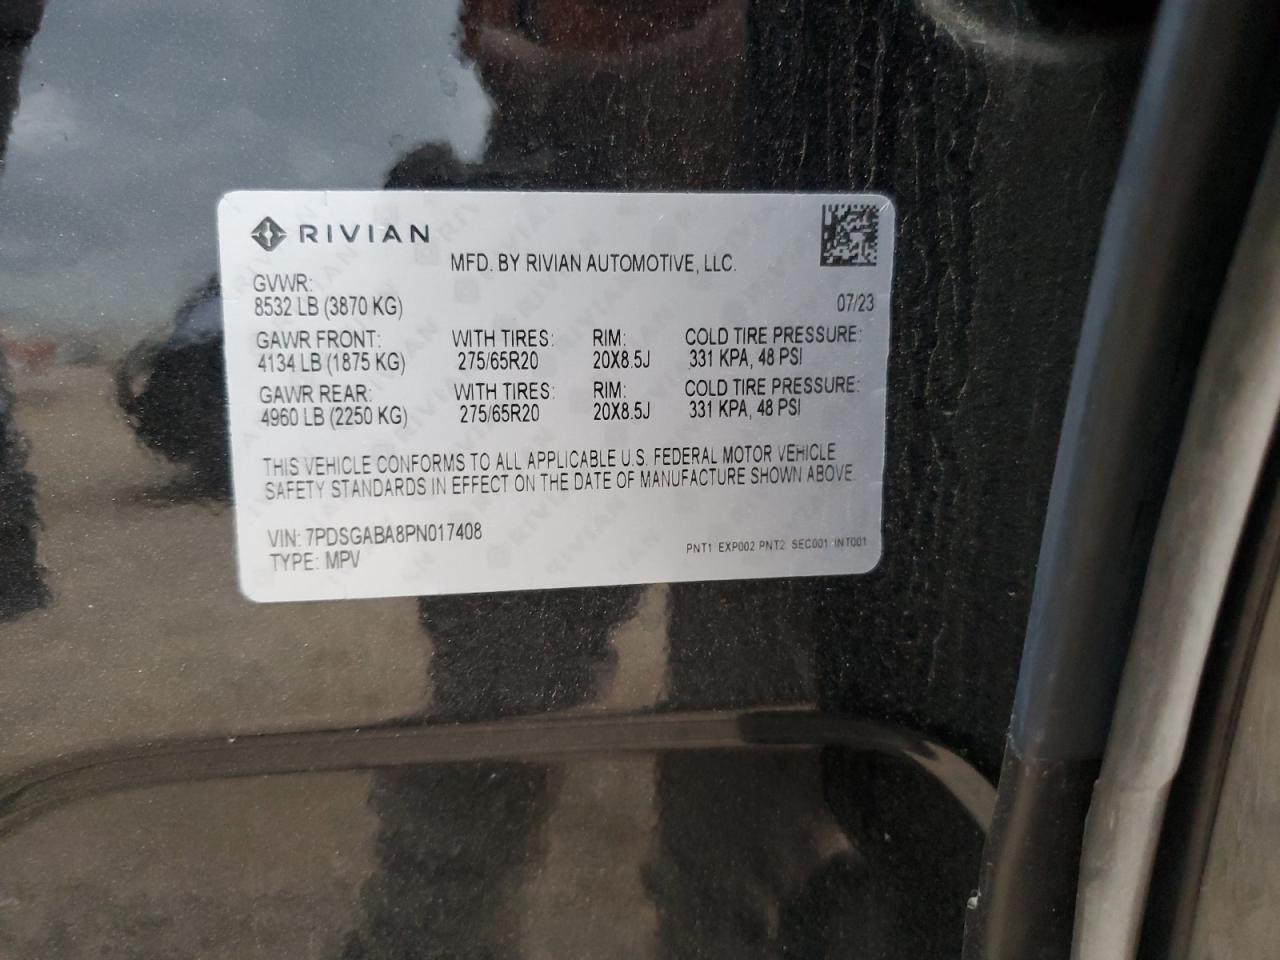 RIVIAN
MFD. BY RIVIAN AUTOMOTIVE, LLC.
GVWR:
8532 LB (3870 KG) 07/23
GAWR FRONT: WITH TIRES: RIM: COLD TIRE PRESSURE:
4134 LB (1875 KG) 275/65R20 20X8.5J 331 KPA, 48 PSI
GAWR REAR: WITH TIRES: RIM: COLD TIRE PRESSURE:
4960 LB (2250 KG) 275/65R20 20X8.5J 331 KPA, 48 PSI
THIS VEHICLE CONFORMS TO ALL APPLICABLE U.S. FEDERAL MOTOR VEHICLE
SAFETY STANDARDS IN EFFECT ON THE DATE OF MANUFACTURE SHOWN ABOVE.
VIN: 7PDSGABA8PN017408
TYPE: MPV
PNT1 EXP002 PNT2 SEC001 INT001